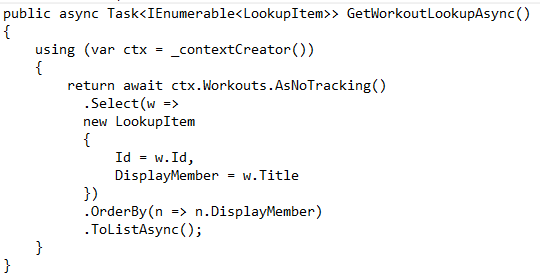 public async Task<IEnumerable<LookupItem>> GetWorkoutLookupAsync()
{
    using (var ctx = _contextCreator())
    {
        return await ctx.Workouts.AsNoTracking()
          .Select(w =>
          new LookupItem
          {
              Id = w.Id,
              DisplayMember = w.Title
          })
          .OrderBy(n => n.DisplayMember)
          .ToListAsync();
    }
}